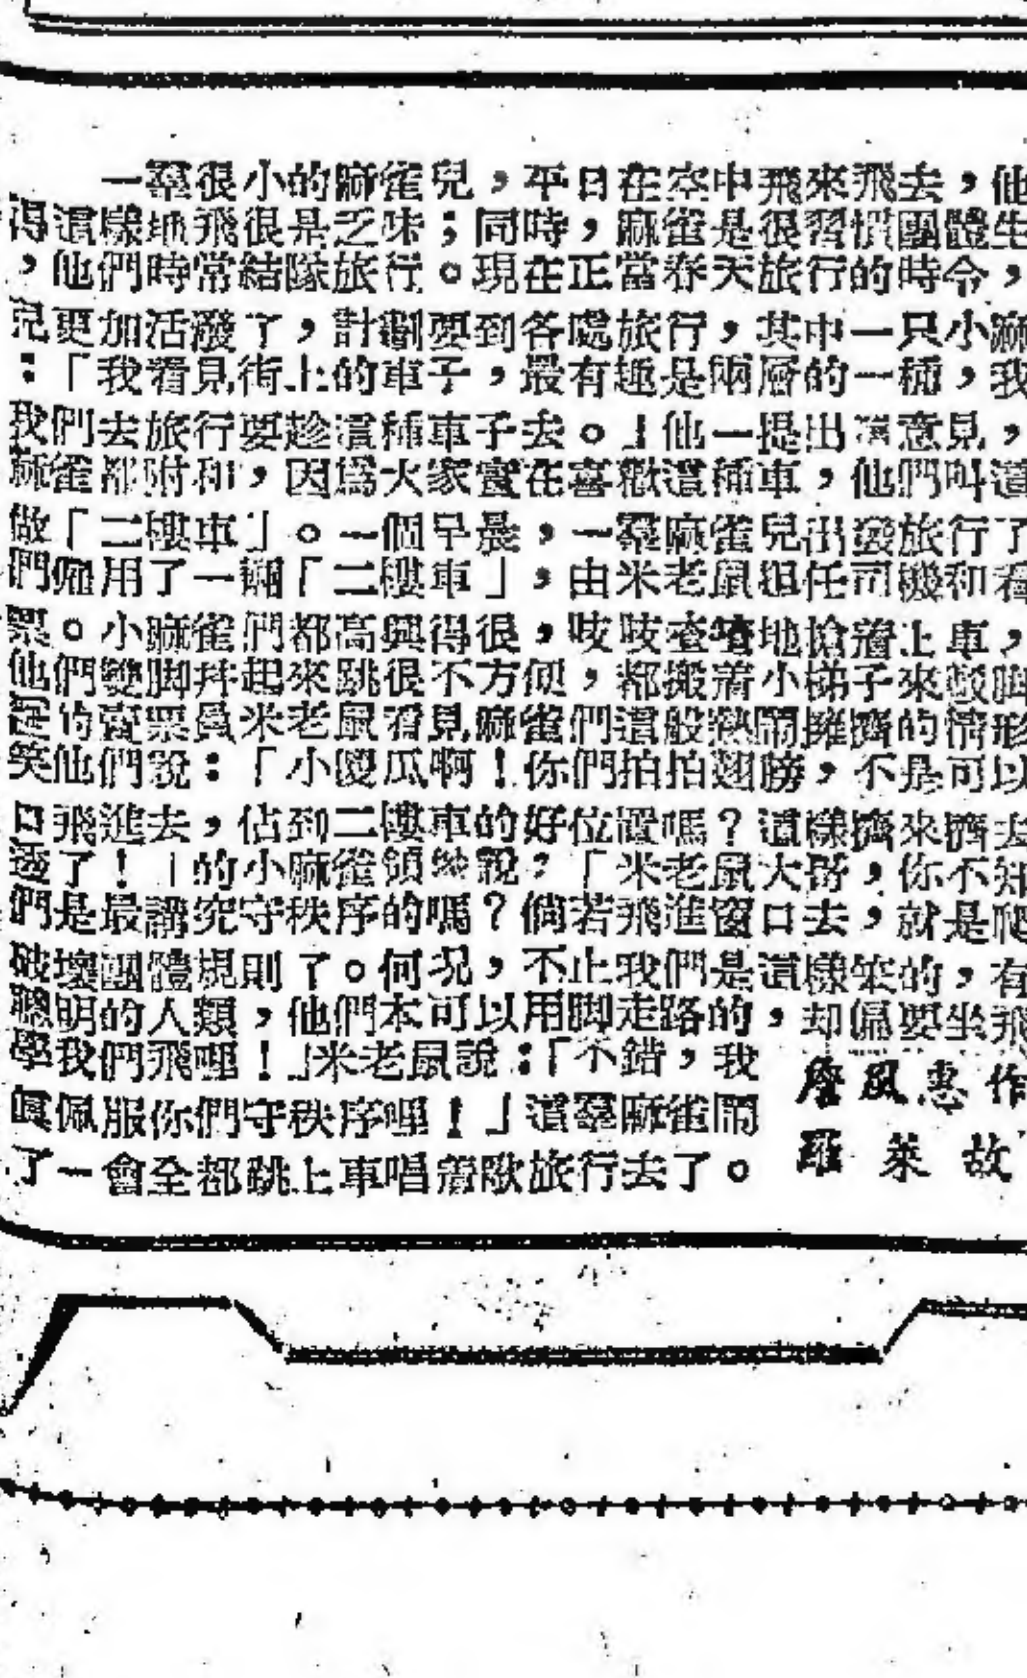 一羣很小的麻雀兒，平日在空中飛來飛去，他
得這樣地飛很是乏味；同時，麻雀是很習慣團體生
，他們時常結隊旅行。現在正當春天旅行的時令，
兒更加活潑了，計劃要到各處旅行，其中一只小麻
：「我看見街上的車子，最有趣是兩層的一種，我
我們去旅行要趁這種車子去。」他一提出意見，
麻雀都附和，因爲大家實在喜歡這種車，他們叫這
做「二樓車」。一個早晨，一羣麻雀兒出發旅行了
們僱用了一輛「二樓車」，由米老鼠担任司機和看
票。小麻雀們都高興得很，吱吱喳喳地搶着上車，
他們雙脚拼起來跳很不方便，都搬着小梯子來墊脚
的賣票員米老鼠看見麻雀們這般熱鬧擁擠的情形
笑他們說：「小傻瓜啊！你們拍拍翅膀，不是可以
口飛進去，佔到二樓車的好位置嗎？這樣擠來擠去
透了！」的小麻雀領說：「米老鼠大哥，你不知
們是最講究守秩序的嗎？倘若飛進窗口去，就是爬
破壞團體規則了。何况，不止我們是這樣笨的，有
聰明的人類，他們本可以用脚走路的，却偏要坐飛
學我們飛哩！」米老鼠說：「不錯，我
眞佩服你們守秩序哩！」這羣麻雀鬧
了一會全都跳上車唱着歌旅行去了。
詹風惠作
羅萊故